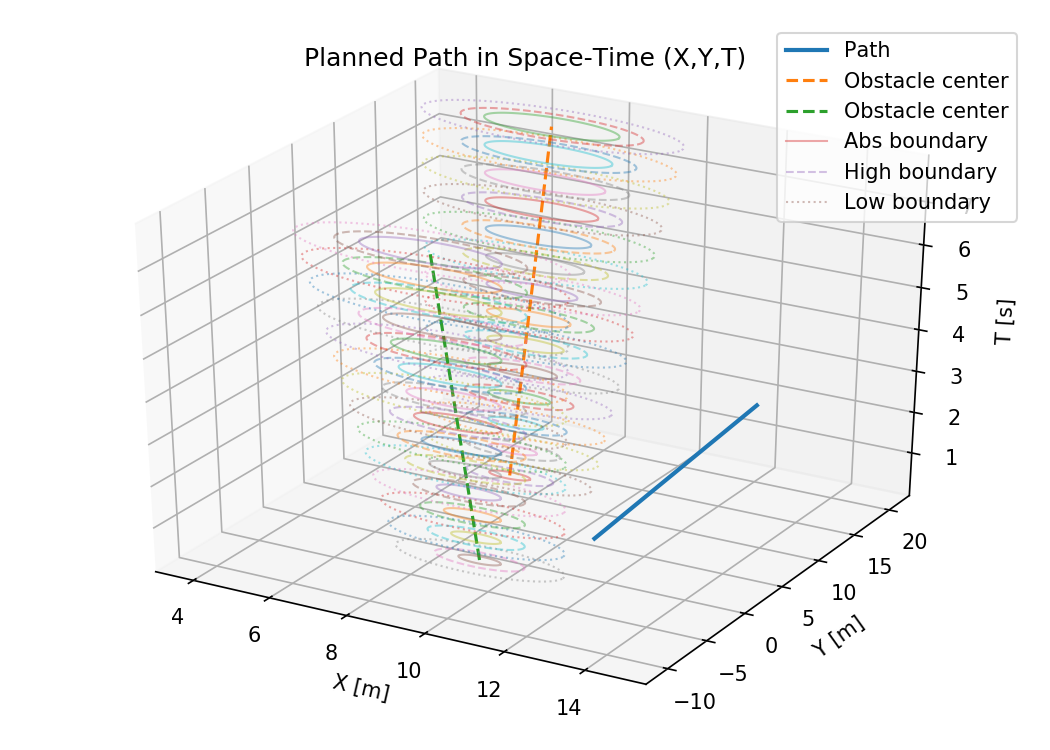 Planned Path in Space-Time (X,Y,T)
Path
Obstacle center
Obstacle center
Abs boundary
High boundary
Low boundary
6
5
4
3
2
1
T [s]
4
6
8
10
12
14
X [m]
−10
−5
0
5
10
15
20
Y [m]